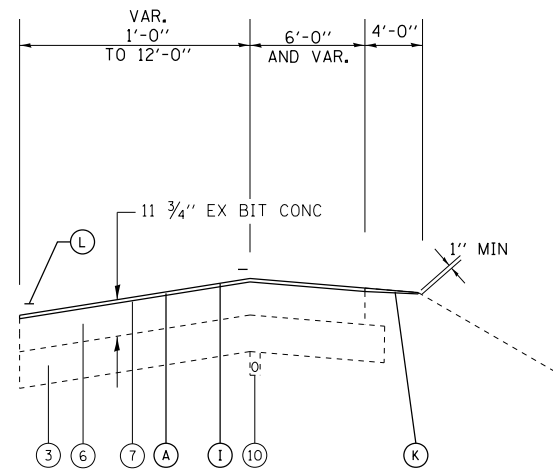 VAR.
1'-0"
TO 12'-0"
6'-0"
AND VAR.
4'-0"
11 3/4" EX BIT CONC
L
1" MIN
3
6
7
A
I
10
K